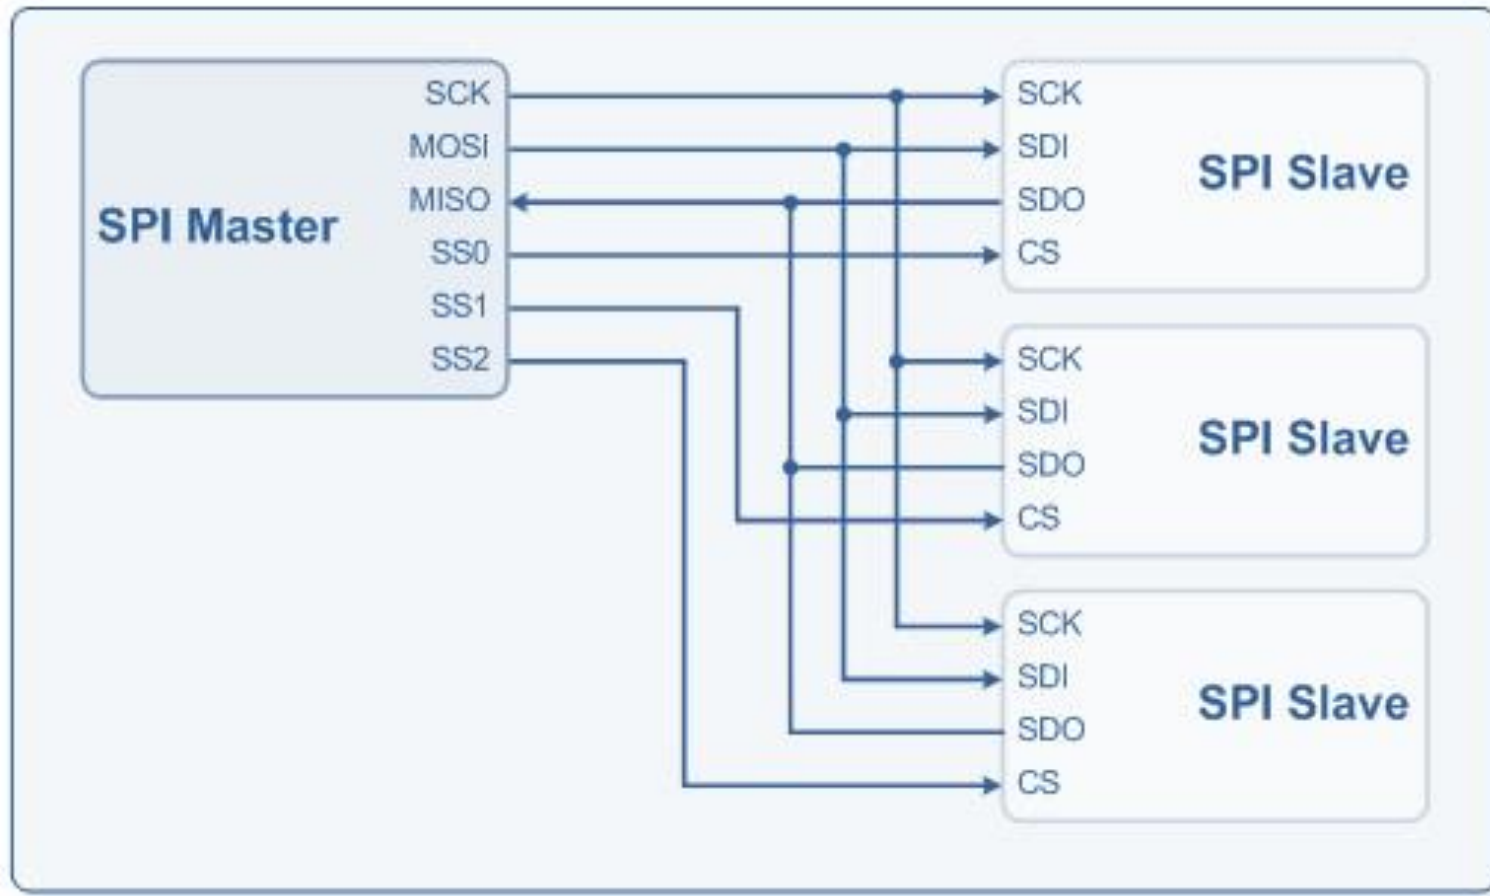 SPI Master
SCK
MOSi
MISO
SS0
SS1
SS2
SCK
SDI
SDO
CS
SPI Slave
SCK
SDI
SDO
CS
SPI Slave
SCK
SDI
SDO
CS
SPI Slave